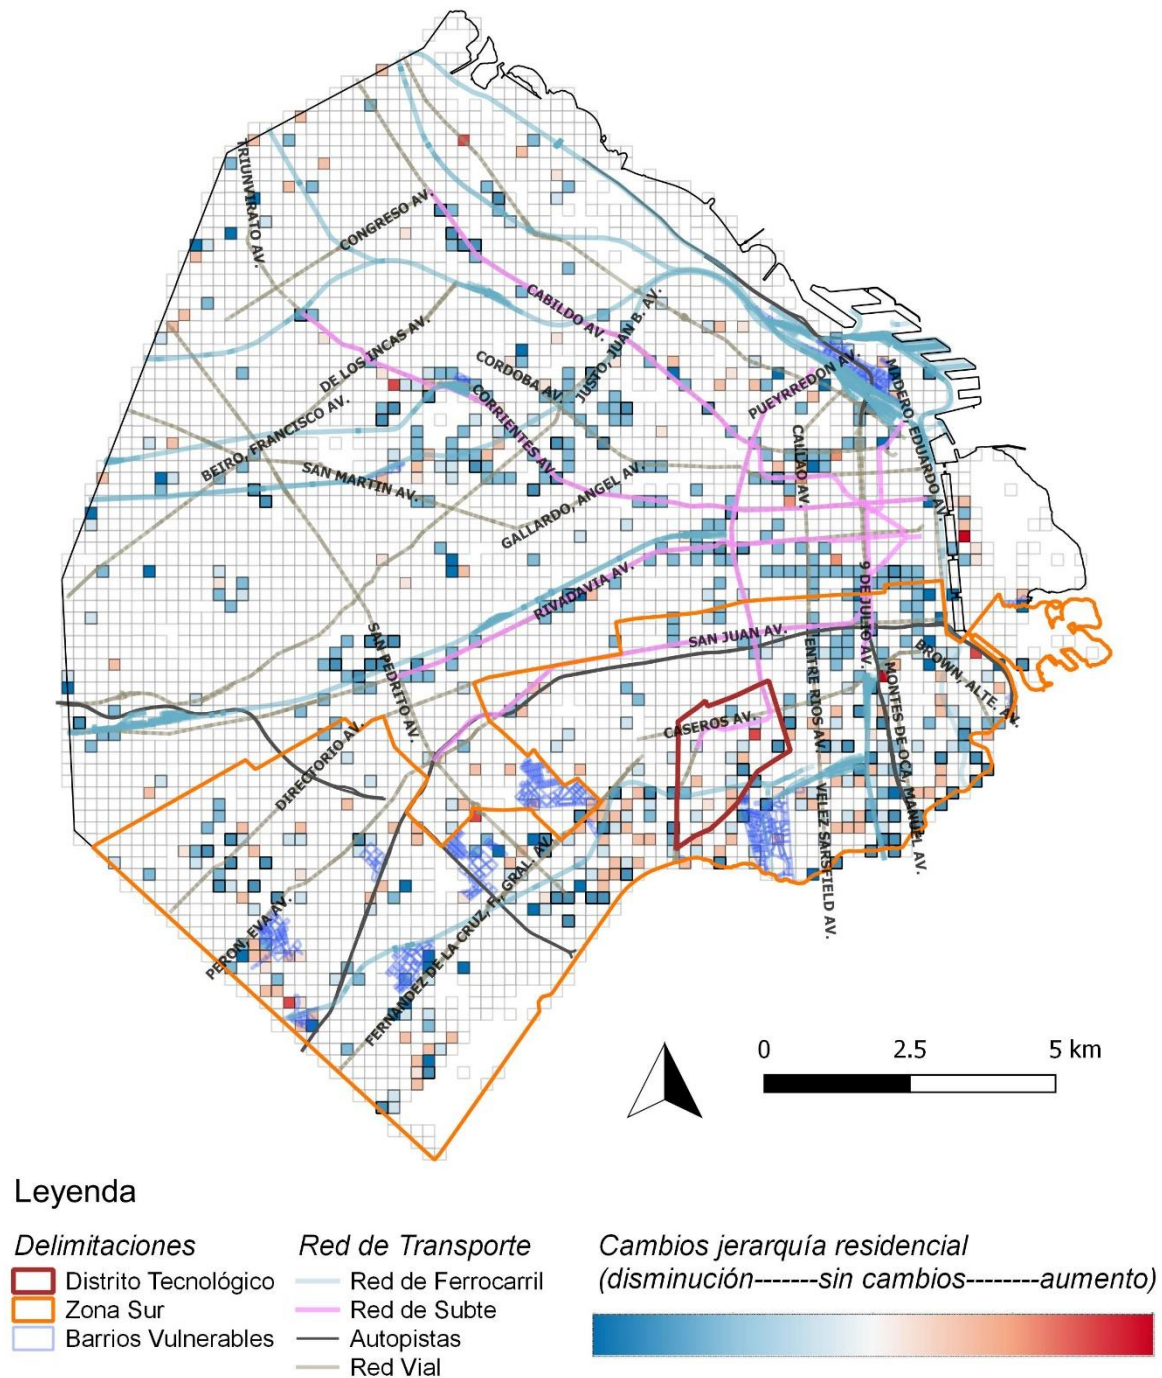 TRIUNVIRATO AV.
CONGRESO AV.
CABILDO AV.
JUSTO, JUAN B. AV.
DE LOS INCAS AV.
CORDOBA AV.
PUEYRREDON AV.
MADERO, EDUARDO AV.
BEIRO, FRANCISCO AV.
CORRIENTES AV.
CALLAO AV.
SAN MARTIN AV.
GALLARDO, ANGEL AV.
RIVADAVIA AV.
9 DE JULIO AV.
SAN PEDRITO AV.
SAN JUAN AV.
ENTRE RIOS AV.
BROWN, ALTE. AV.
MONTES DE OCA, MANUEL AV.
CASEROS AV.
DIRECTORIO AV.
VELEZ SARSFIELD AV.
PERON, EVA AV.
FERNANDEZ DE LA CRUZ, F., GRAL. AV.
0 2.5 5 km
Leyenda
Delimitaciones
Distrito Tecnológico
Zona Sur
Barrios Vulnerables
Red de Transporte
Red de Ferrocarril
Red de Subte
Autopistas
Red Vial
Cambios jerarquía residencial
(disminución-------sin cambios--------aumento)